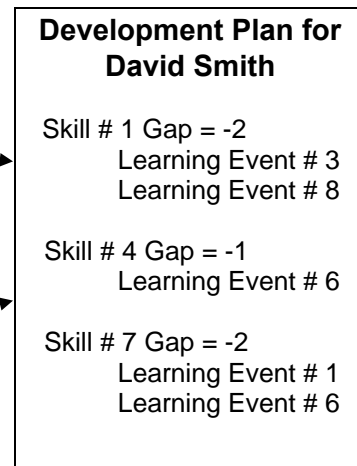 Development Plan for
David Smith
Skill # 1 Gap = -2
Learning Event # 3
Learning Event # 8
Skill # 4 Gap = -1
Learning Event # 6
Skill # 7 Gap = -2
Learning Event # 1
Learning Event # 6